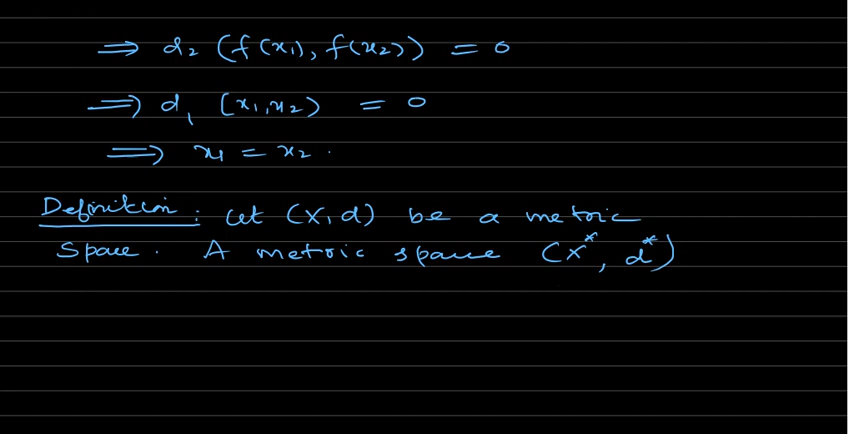 ⟹ d₂ (f(x₁), f(x₂)) = 0
⟹ d₁ (x₁, x₂) = 0
⟹ x₁ = x₂.
Definition: Let (X, d) be a metric
Space. A metric space (X*, d*)